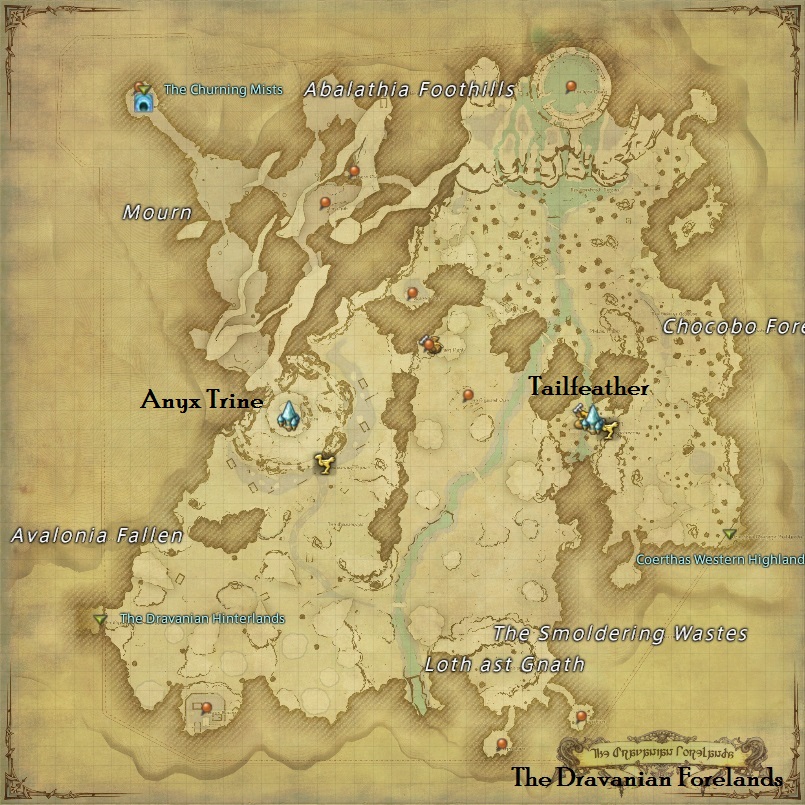 The Churning Mists
Abalathia Foothills
Mourn
Chocobo Fore
Anyx Trine
Tailfeather
Avalonia Fallen
Coerthas Western Highland
The Dravanian Hinterlands
The Smoldering Wastes
Loth ast Gnath
The Dravanian Forelands
The Dravanian Forelands